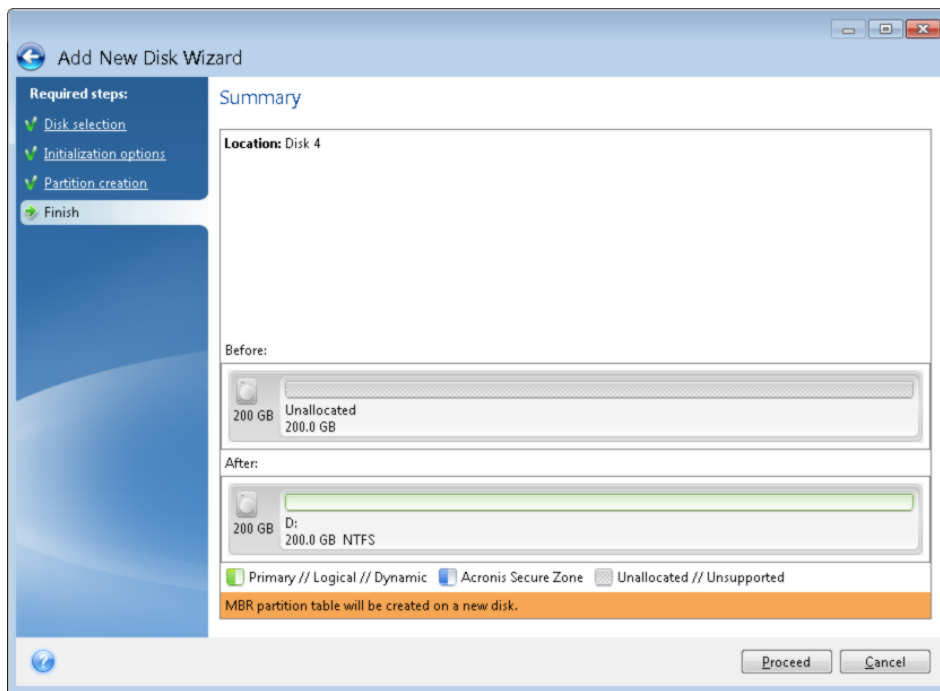 Add New Disk Wizard
Required steps:
Disk selection
Initialization options
Partition creation
Finish
Summary
Location: Disk 4
Before:
200 GB
Unallocated
200.0 GB
After:
200 GB
D:
200.0 GB NTFS
Primary // Logical // Dynamic Acronis Secure Zone Unallocated // Unsupported
MBR partition table will be created on a new disk.
?
Proceed Cancel